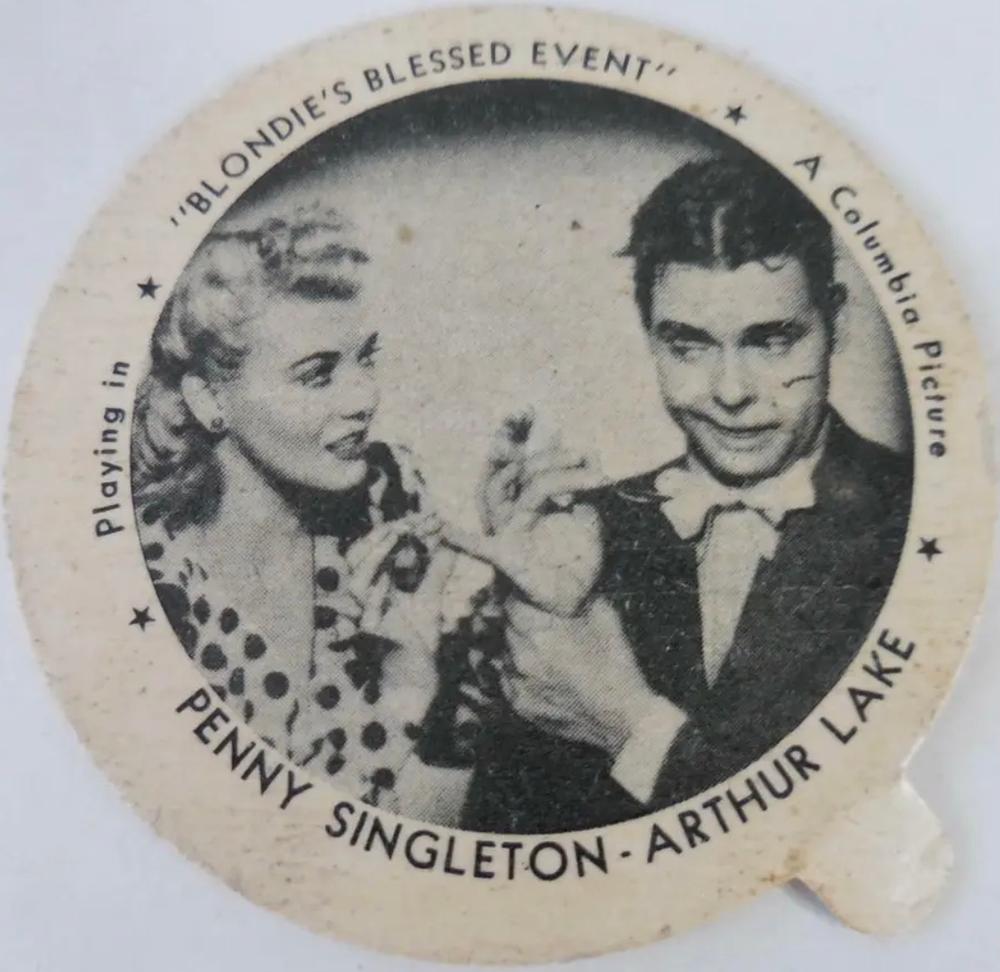 Playing in
"BLONDIE'S BLESSED EVENT"
A Columbia Picture
PENNY SINGLETON - ARTHUR LAKE